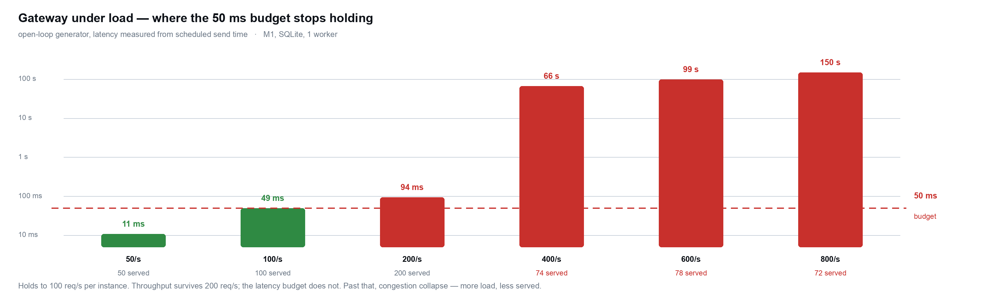 Gateway under load — where the 50 ms budget stops holding
open-loop generator, latency measured from scheduled send time · M1, SQLite, 1 worker
150 s
99 s
66 s
100 s
10 s
1 s
94 ms
100 ms
49 ms
50 ms
budget
11 ms
10 ms
50/s 100/s 200/s 400/s 600/s 800/s
50 served 100 served 200 served 74 served 78 served 72 served
Holds to 100 req/s per instance. Throughput survives 200 req/s; the latency budget does not. Past that, congestion collapse — more load, less served.